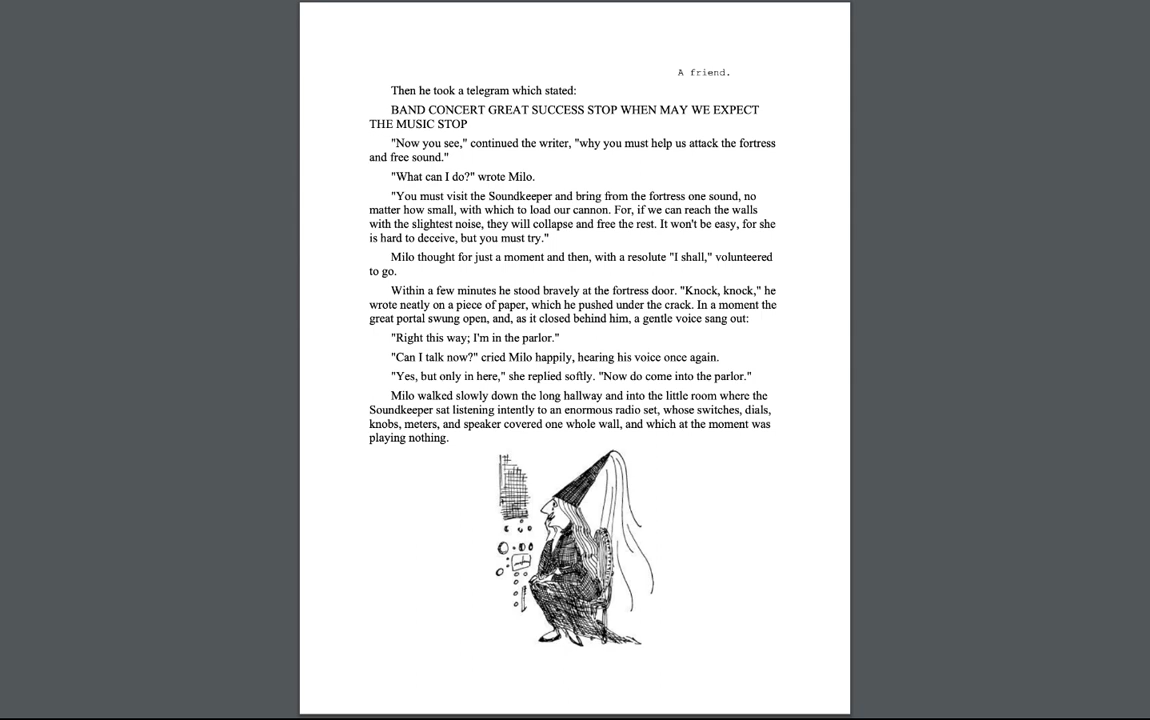 A friend.
Then he took a telegram which stated:
BAND CONCERT GREAT SUCCESS STOP WHEN MAY WE EXPECT
THE MUSIC STOP
"Now you see," continued the writer, "why you must help us attack the fortress
and free sound."
"What can I do?" wrote Milo.
"You must visit the Soundkeeper and bring from the fortress one sound, no
matter how small, with which to load our cannon. For, if we can reach the walls
with the slightest noise, they will collapse and free the rest. It won't be easy, for she
is hard to deceive, but you must try."
Milo thought for just a moment and then, with a resolute "I shall," volunteered
to go.
Within a few minutes he stood bravely at the fortress door. "Knock, knock," he
wrote neatly on a piece of paper, which he pushed under the crack. In a moment the
great portal swung open, and, as it closed behind him, a gentle voice sang out:
"Right this way; I'm in the parlor."
"Can I talk now?" cried Milo happily, hearing his voice once again.
"Yes, but only in here," she replied softly. "Now do come into the parlor."
Milo walked slowly down the long hallway and into the little room where the
Soundkeeper sat listening intently to an enormous radio set, whose switches, dials,
knobs, meters, and speaker covered one whole wall, and which at the moment was
playing nothing.